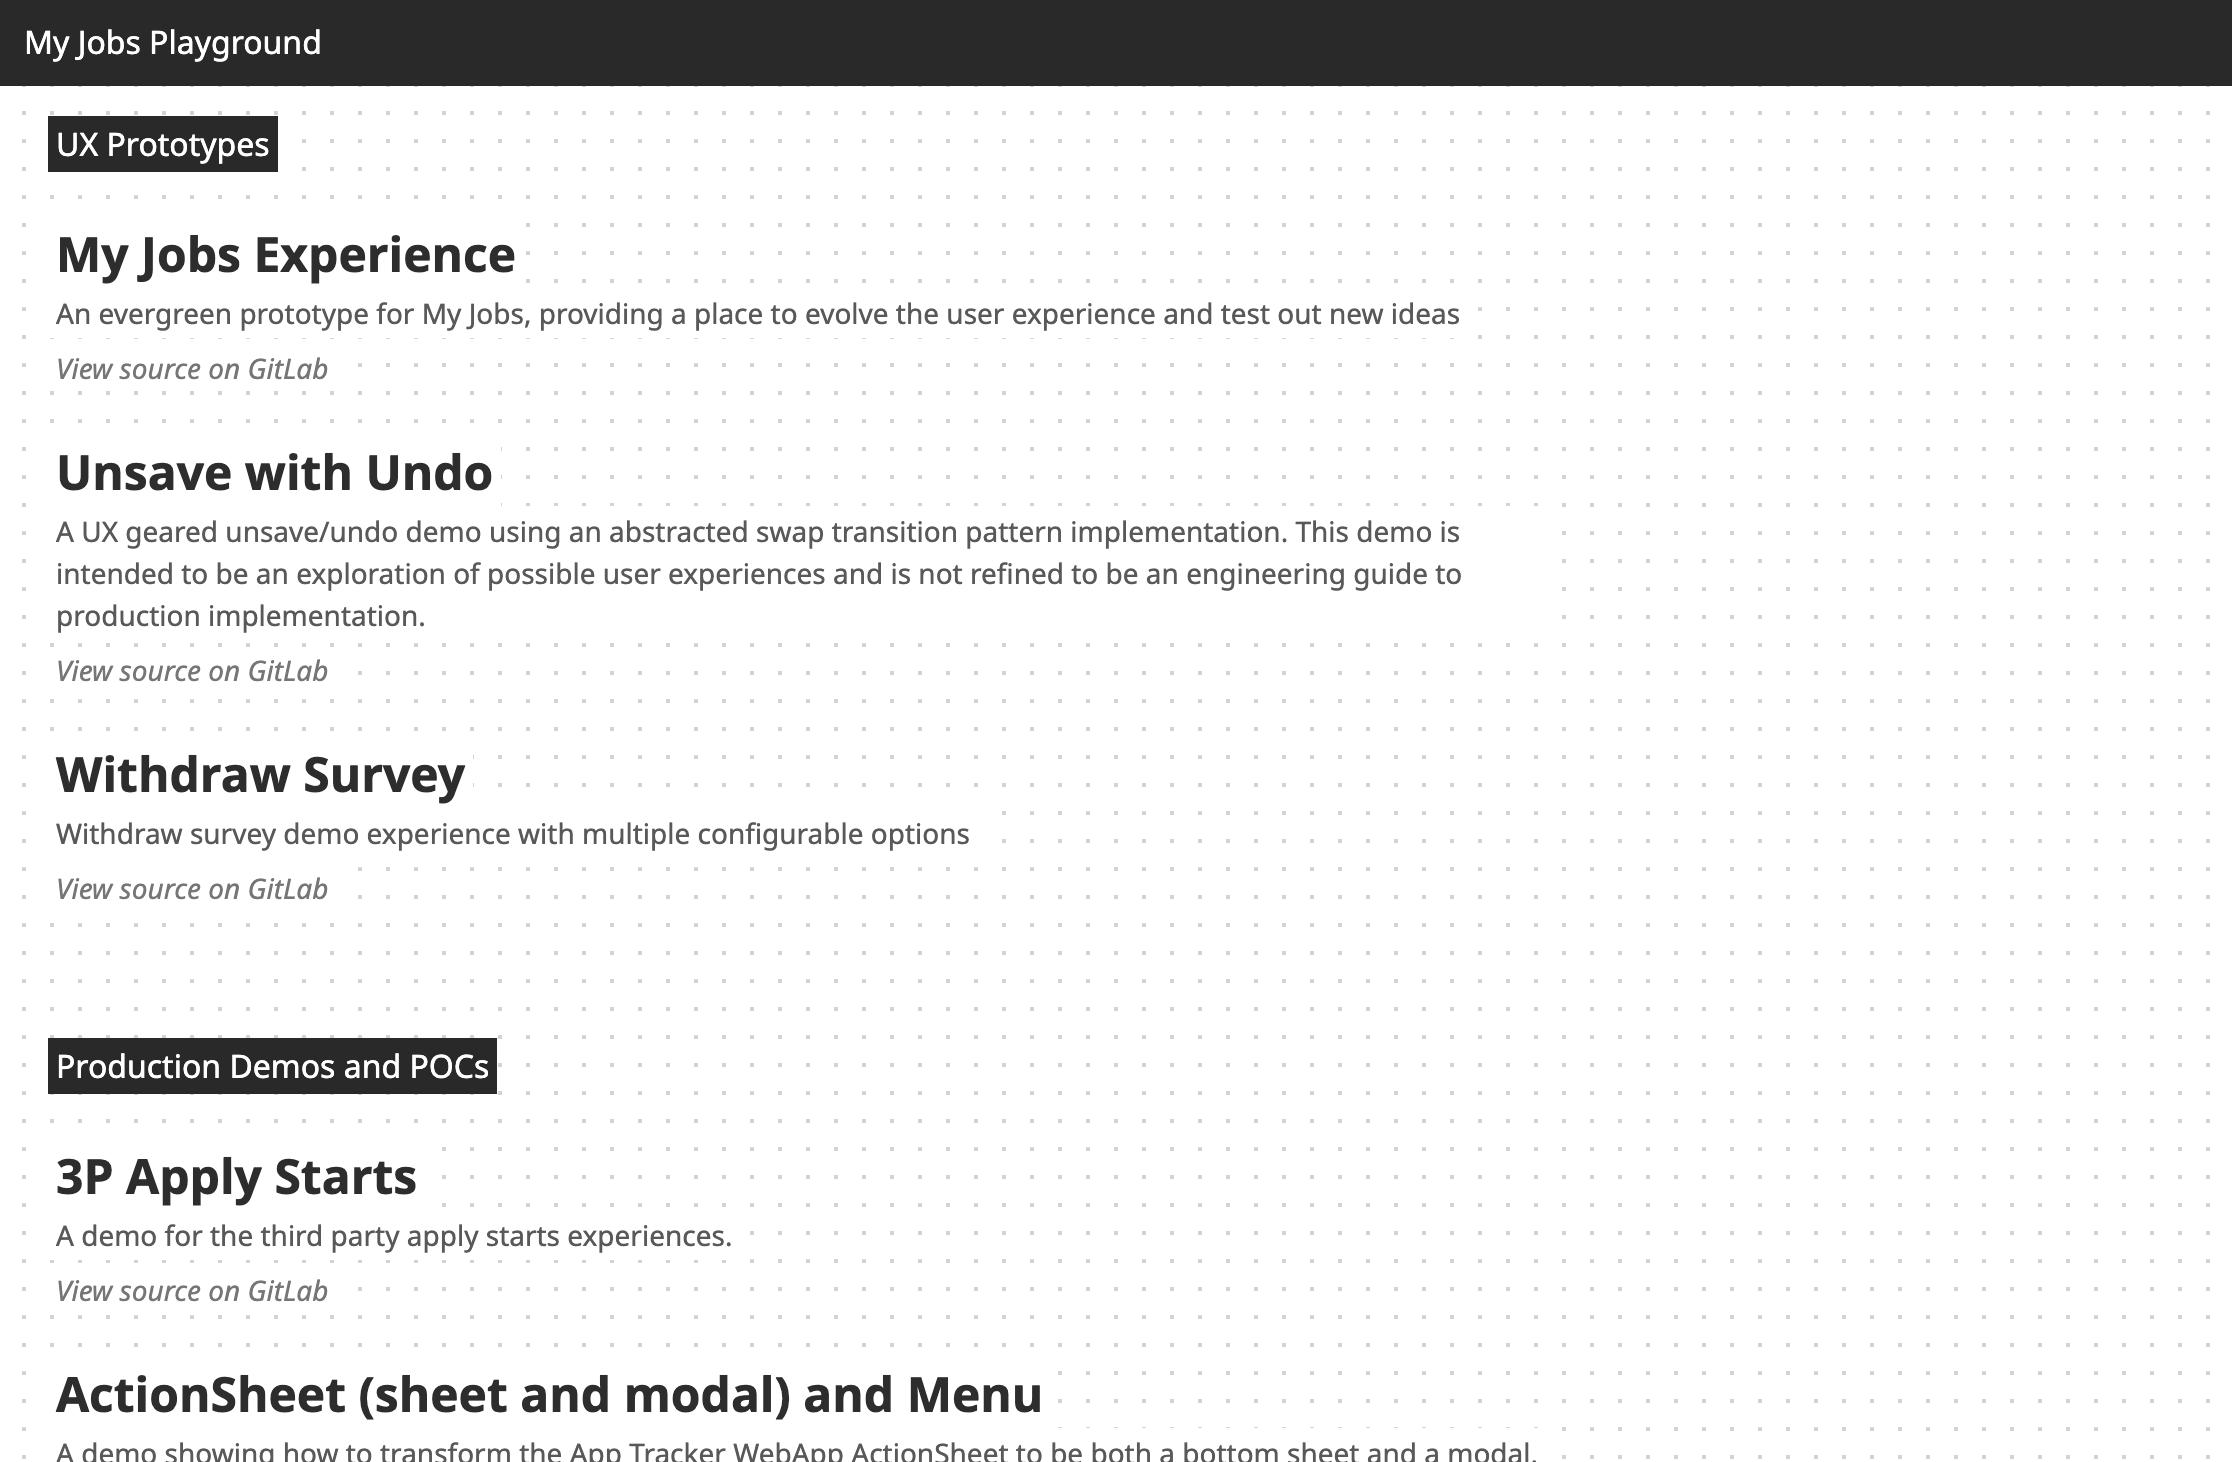 My Jobs Playground
UX Prototypes
My Jobs Experience
An evergreen prototype for My Jobs, providing a place to evolve the user experience and test out new ideas
View source on GitLab
Unsave with Undo
A UX geared unsave/undo demo using an abstracted swap transition pattern implementation. This demo is
intended to be an exploration of possible user experiences and is not refined to be an engineering guide to
production implementation.
View source on GitLab
Withdraw Survey
Withdraw survey demo experience with multiple configurable options
View source on GitLab
Production Demos and POCs
3P Apply Starts
A demo for the third party apply starts experiences.
View source on GitLab
ActionSheet (sheet and modal) and Menu
A demo showing how to transform the App Tracker WebApp ActionSheet to be both a bottom sheet and a modal.